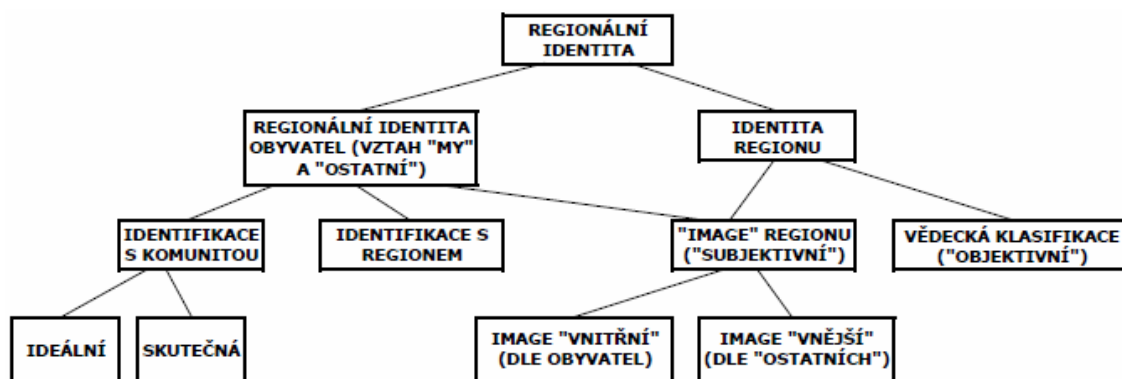 REGIONÁLNÍ
IDENTITA
REGIONÁLNÍ IDENTITA
OBYVATEL (VZTAH "MY"
A "OSTATNÍ")
IDENTITA
REGIONU
IDENTIFIKACE
S KOMUNITOU
IDENTIFIKACE S
REGIONEM
"IMAGE" REGIONU
("SUBJEKTIVNÍ")
VĚDECKÁ KLASIFIKACE
("OBJEKTIVNÍ")
IDEÁLNÍ
SKUTEČNÁ
IMAGE "VNITŘNÍ"
(DLE OBYVATEL)
IMAGE "VNĚJŠÍ"
(DLE "OSTATNÍCH")